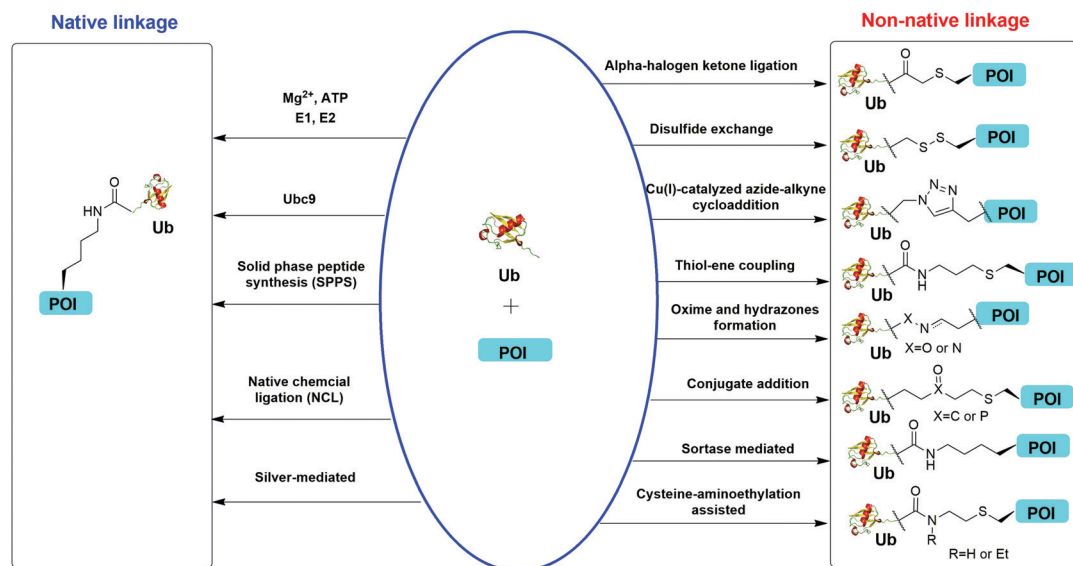 Native linkage
Non-native linkage
O
HN
Ub
POI
Mg2+, ATP
E1, E2
Ubc9
Solid phase peptide
synthesis (SPPS)
Native chemcial
ligation (NCL)
Silver-mediated
Ub
+
POI
Alpha-halogen ketone ligation
Disulfide exchange
Cu(I)-catalyzed azide-alkyne
cycloaddition
Thiol-ene coupling
Oxime and hydrazones
formation
Conjugate addition
Sortase mediated
Cysteine-aminoethylation
assisted
O
S
POI
Ub
S
S
POI
Ub
N
N
N
POI
Ub
O
N
H
S
POI
Ub
X
N
POI
Ub
X=O or N
O
X
S
POI
Ub
X=C or P
O
N
H
POI
Ub
O
N
R
S
POI
Ub
R=H or Et